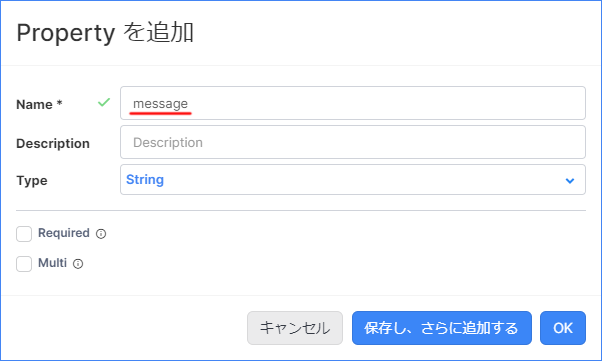 Property を追加
Name * message
Description Description
Type String
Required
Multi
キャンセル 保存し、さらに追加する OK